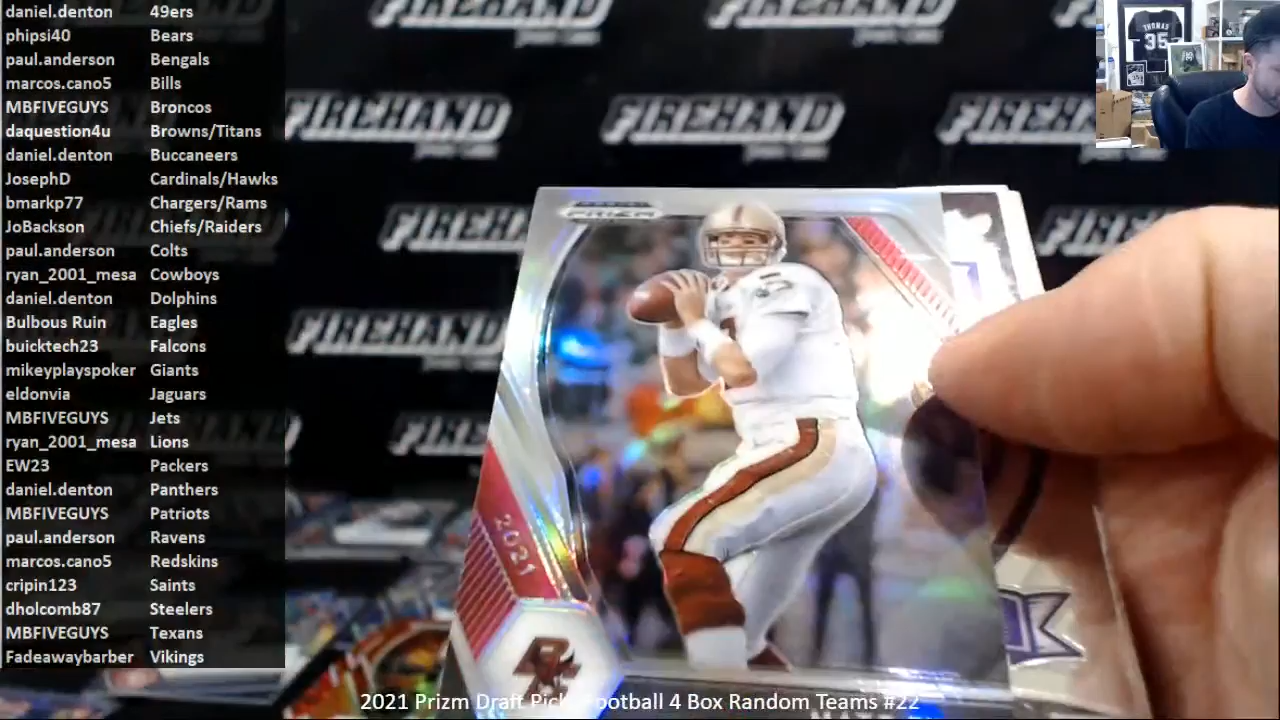 daniel.denton 49ers
phipsi40 Bears
paul.anderson Bengals
marcos.cano5 Bills
MBFIVEGUYS Broncos
daquestion4u Browns/Titans
daniel.denton Buccaneers
JosephD Cardinals/Hawks
bmarkp77 Chargers/Rams
JoBackson Chiefs/Raiders
paul.anderson Colts
ryan_2001_mesa Cowboys
daniel.denton Dolphins
Bulbous Ruin Eagles
buicktech23 Falcons
mikeyplayspoker Giants
eldonvia Jaguars
MBFIVEGUYS Jets
ryan_2001_mesa Lions
EW23 Packers
daniel.denton Panthers
MBFIVEGUYS Patriots
paul.anderson Ravens
marcos.cano5 Redskins
cripin123 Saints
dholcomb87 Steelers
MBFIVEGUYS Texans
Fadeawaybarber Vikings
FIREHAND
FIREHAND
FIREHAND
THOMAS
35
PRIZM
2021
2021 Prizm Draft Picks Football 4 Box Random Teams #22